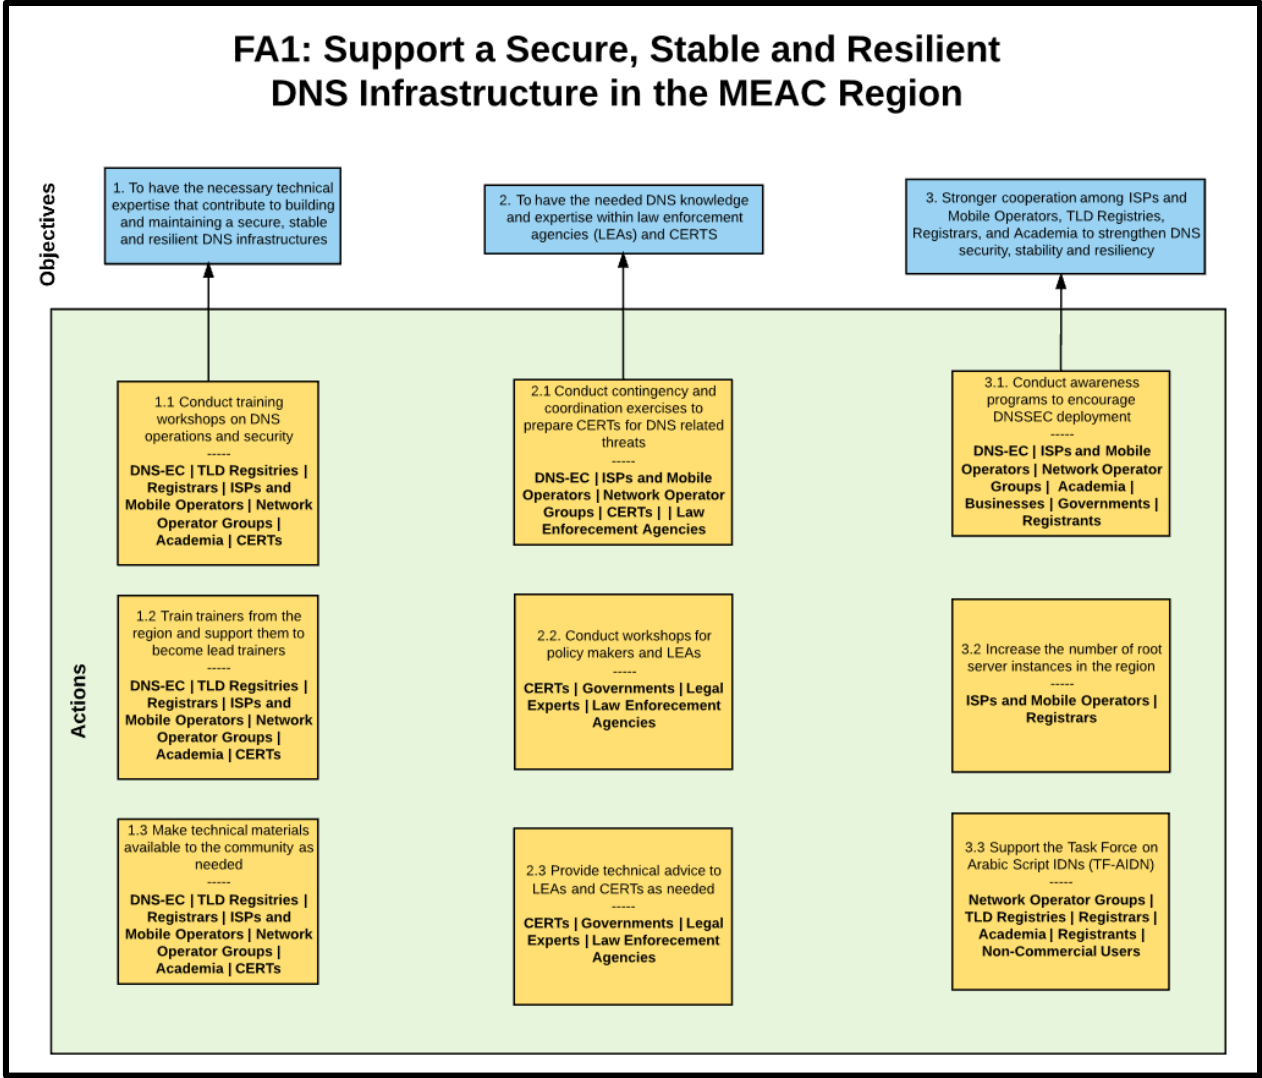 FA1: Support a Secure, Stable and Resilient
DNS Infrastructure in the MEAC Region
Objectives
1. To have the necessary technical
expertise that contribute to building
and maintaining a secure, stable
and resilient DNS infrastructures
2. To have the needed DNS knowledge
and expertise within law enforcement
agencies (LEAs) and CERTS
3. Stronger cooperation among ISPs and
Mobile Operators, TLD Registries,
Registrars, and Academia to strengthen DNS
security, stability and resiliency
Actions
1.1 Conduct training
workshops on DNS
operations and security
-----
DNS-EC | TLD Regsitries |
Registrars | ISPs and
Mobile Operators | Network
Operator Groups |
Academia | CERTs
2.1 Conduct contingency and
coordination exercises to
prepare CERTs for DNS related
threats
-----
DNS-EC | ISPs and Mobile
Operators | Network Operator
Groups | CERTs | | Law
Enforecement Agencies
3.1. Conduct awareness
programs to encourage
DNSSEC deployment
-----
DNS-EC | ISPs and Mobile
Operators | Network Operator
Groups | Academia |
Businesses | Governments |
Registrants
1.2 Train trainers from the
region and support them to
become lead trainers
-----
DNS-EC | TLD Regsitries |
Registrars | ISPs and
Mobile Operators | Network
Operator Groups |
Academia | CERTs
2.2. Conduct workshops for
policy makers and LEAs
-----
CERTs | Governments | Legal
Experts | Law Enforecement
Agencies
3.2 Increase the number of root
server instances in the region
-----
ISPs and Mobile Operators |
Registrars
1.3 Make technical materials
available to the community as
needed
-----
DNS-EC | TLD Regsitries |
Registrars | ISPs and
Mobile Operators | Network
Operator Groups |
Academia | CERTs
2.3 Provide technical advice to
LEAs and CERTs as needed
-----
CERTs | Governments | Legal
Experts | Law Enforecement
Agencies
3.3 Support the Task Force on
Arabic Script IDNs (TF-AIDN)
-----
Network Operator Groups |
TLD Registries | Registrars |
Academia | Registrants |
Non-Commercial Users